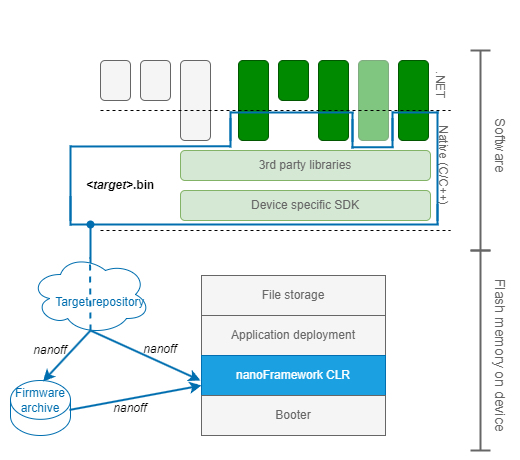 .NET
Native (C/C++)
Software
3rd party libraries
<target>.bin
Device specific SDK
Target repository
Flash memory on device
File storage
Application deployment
nanoff
nanoff
nanoFramework CLR
Firmware
archive
nanoff
Booter